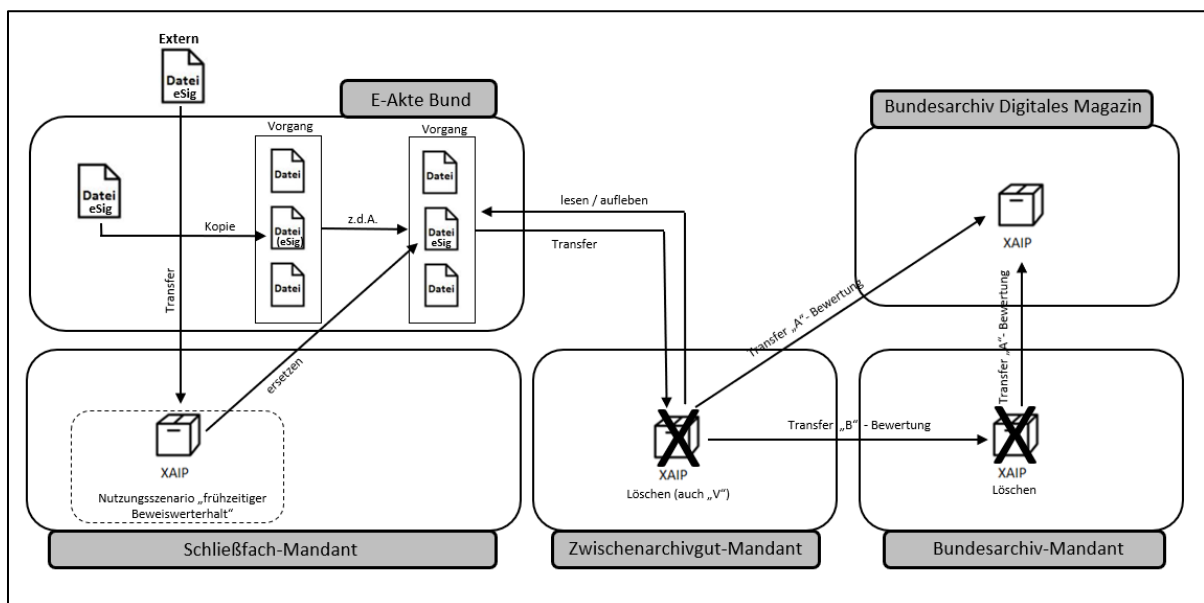 Extern
Datei
eSig
E-Akte Bund
Bundesarchiv Digitales Magazin
Vorgang
Vorgang
Datei
eSig
Kopie
Datei
Datei
(eSig)
Datei
z.d.A.
Datei
Datei
eSig
Datei
lesen / aufleben
Transfer
Transfer
ersetzen
XAIP
Transfer „A“- Bewertung
Transfer „A“- Bewertung
XAIP
Nutzungsszenario „frühzeitiger
Beweiswerterhalt“
XAIP
Löschen (auch „V“)
Transfer „B“ - Bewertung
XAIP
Löschen
Schließfach-Mandant
Zwischenarchivgut-Mandant
Bundesarchiv-Mandant